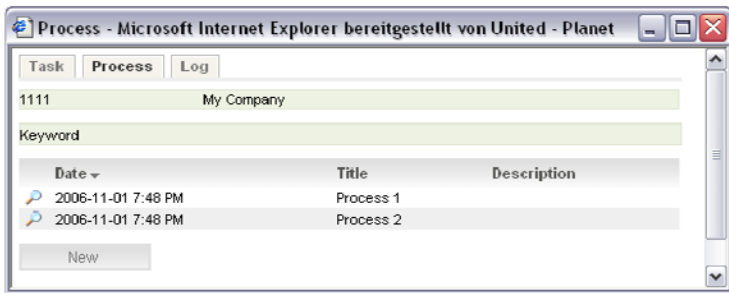 Process - Microsoft Internet Explorer bereitgestellt von United - Planet
Task Process Log
1111 My Company
Keyword
Date Title Description
2006-11-01 7:48 PM Process 1
2006-11-01 7:48 PM Process 2
New